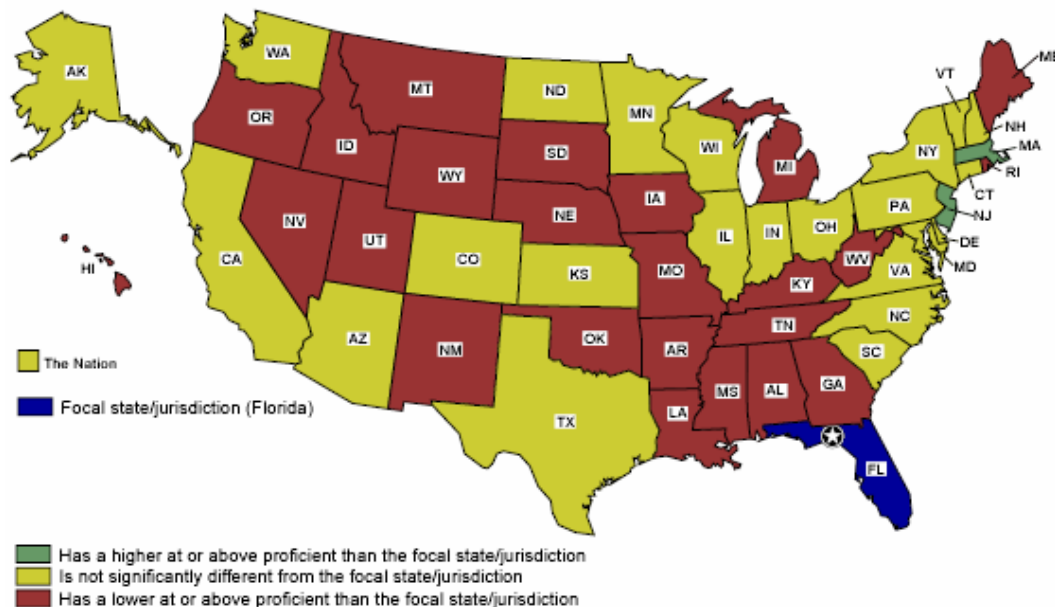 AK
WA
MT
ND
MN
VT
ME
OR
ID
SD
WI
NY
NH
MA
WY
MI
RI
IA
PA
CT
NV
NE
NJ
UT
IL
IN
OH
DE
CA
CO
WV
MD
HI
KS
MO
VA
KY
NC
AZ
NM
OK
TN
AR
SC
The Nation
MS
AL
GA
Focal state/jurisdiction (Florida)
TX
LA
FL
Has a higher at or above proficient than the focal state/jurisdiction
Is not significantly different from the focal state/jurisdiction
Has a lower at or above proficient than the focal state/jurisdiction